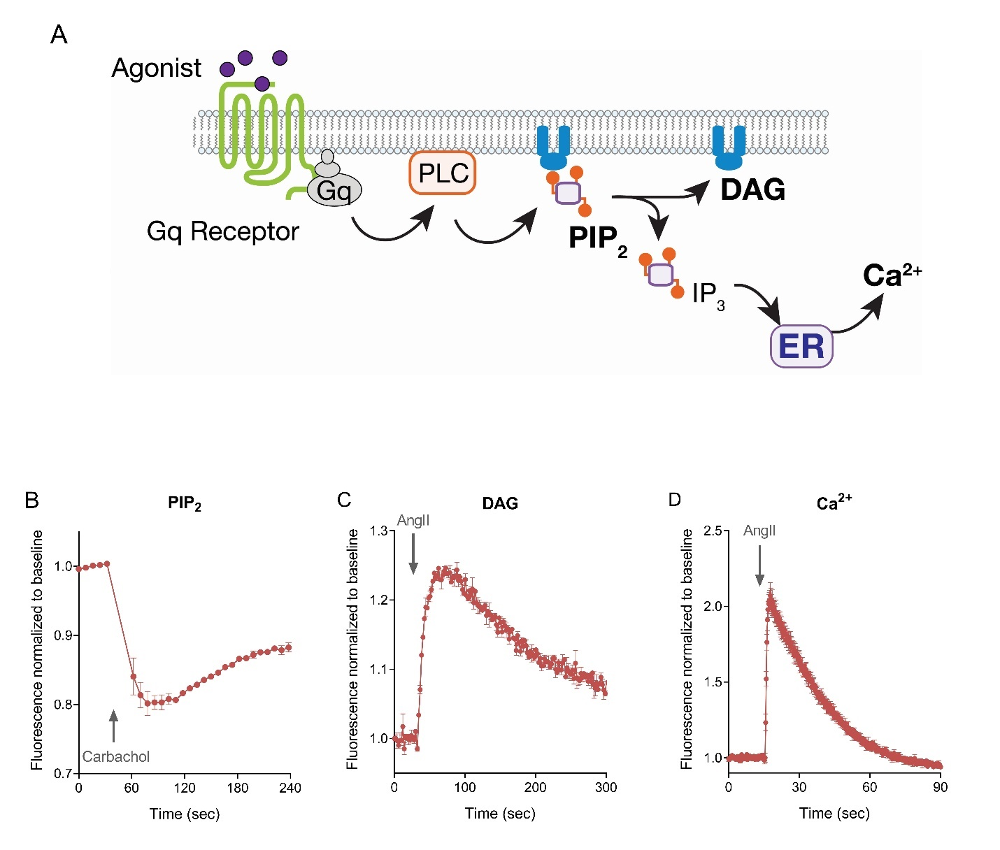 A
Agonist
Gq
PLC
Gq Receptor
PIP2
DAG
IP3
Ca2+
ER
B
PIP2
Fluorescence normalized to baseline
1.0
0.9
0.8
0.7
Carbachol
0 60 120 180 240
Time (sec)
C
DAG
AngII
Fluorescence normalized to baseline
1.3
1.2
1.1
1.0
0 100 200 300
Time (sec)
D
Ca2+
AngII
Fluorescence normalized to baseline
2.5
2.0
1.5
1.0
0 30 60 90
Time (sec)